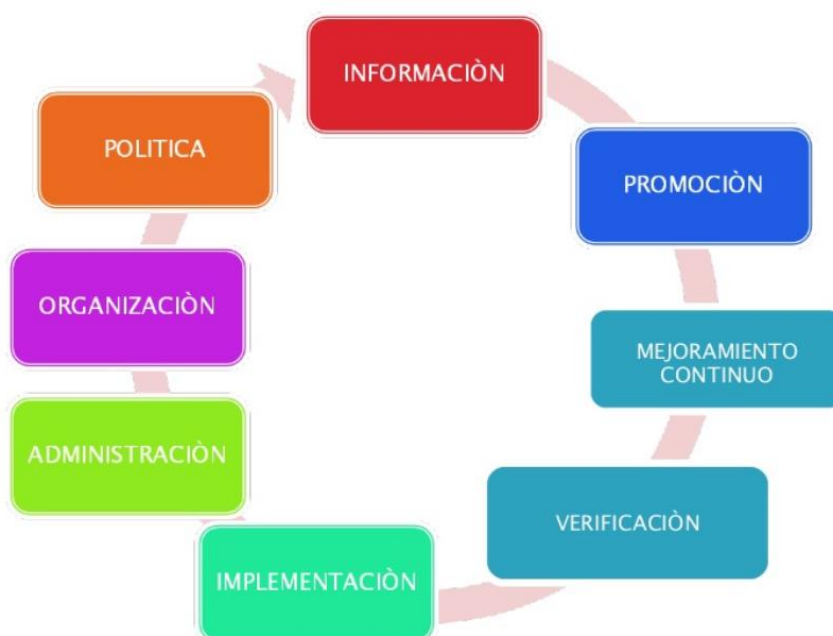 INFORMACIÒN
PROMOCIÒN
MEJORAMIENTO
CONTINUO
VERIFICACIÒN
IMPLEMENTACIÒN
ADMINISTRACIÒN
ORGANIZACIÒN
POLITICA